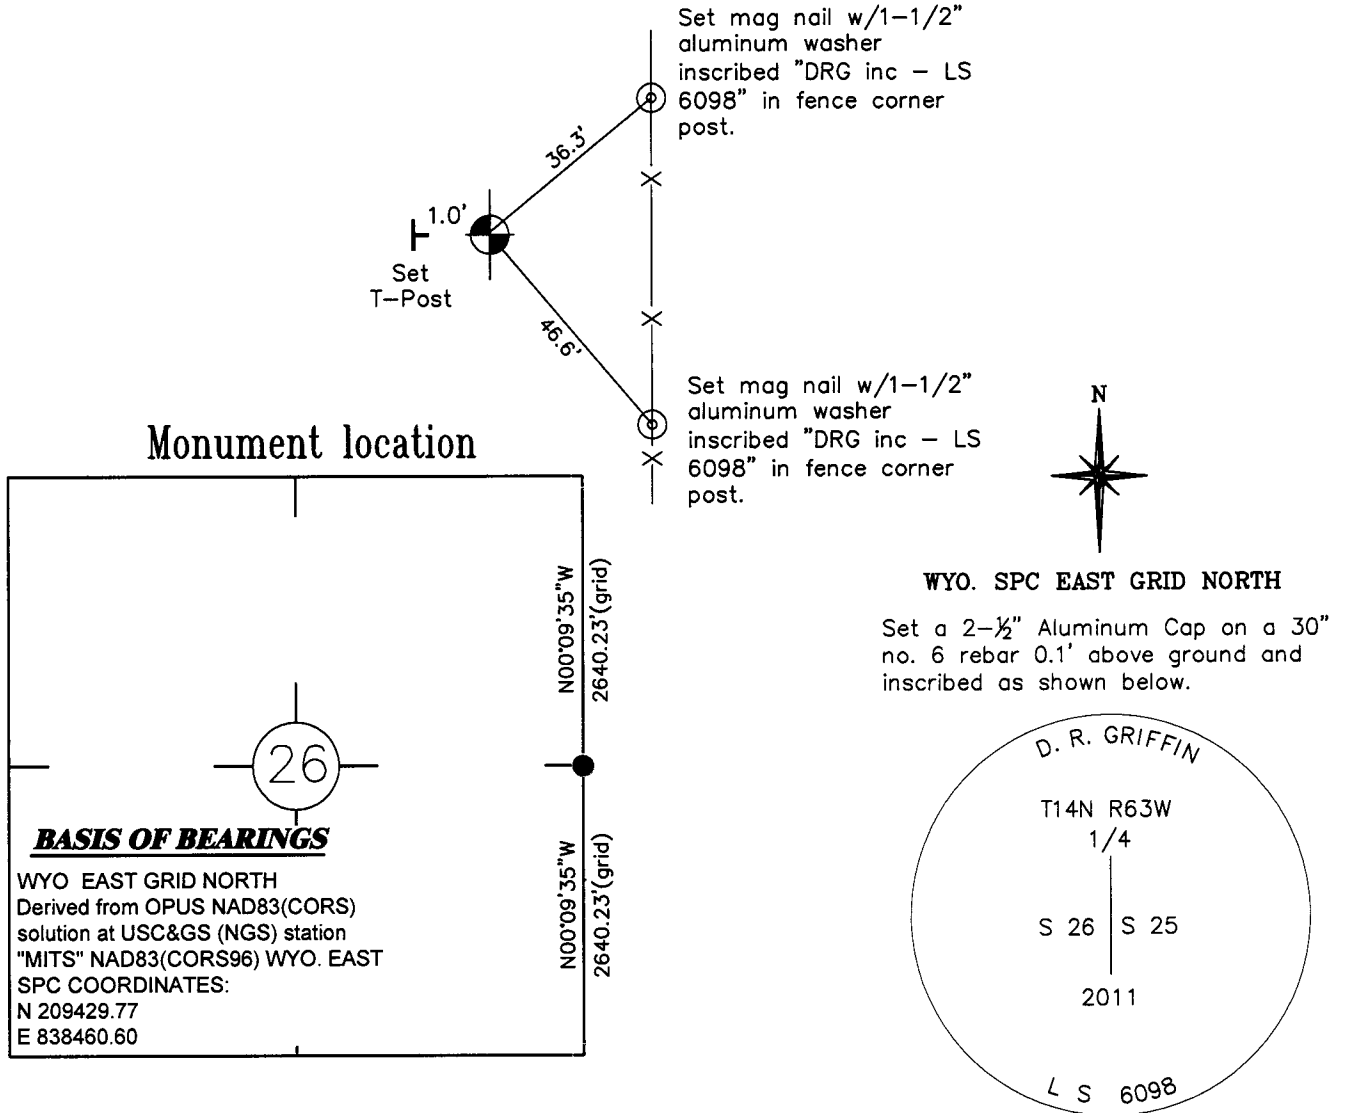 Set mag nail w/1-1/2"
aluminum washer
inscribed "DRG inc - LS
6098" in fence corner
post.
36.3'
1.0'
Set
T-Post
46.6'
Set mag nail w/1-1/2"
aluminum washer
inscribed "DRG inc - LS
6098" in fence corner
post.
Monument location
N00°09'35"W
2640.23'(grid)
26
N00°09'35"W
2640.23'(grid)
BASIS OF BEARINGS
WYO EAST GRID NORTH
Derived from OPUS NAD83(CORS)
solution at USC&GS (NGS) station
"MITS" NAD83(CORS96) WYO. EAST
SPC COORDINATES:
N 209429.77
E 838460.60
N
WYO. SPC EAST GRID NORTH
Set a 2-½" Aluminum Cap on a 30"
no. 6 rebar 0.1' above ground and
inscribed as shown below.
D. R. GRIFFIN
T14N R63W
1/4
S 26 S 25
2011
L S 6098